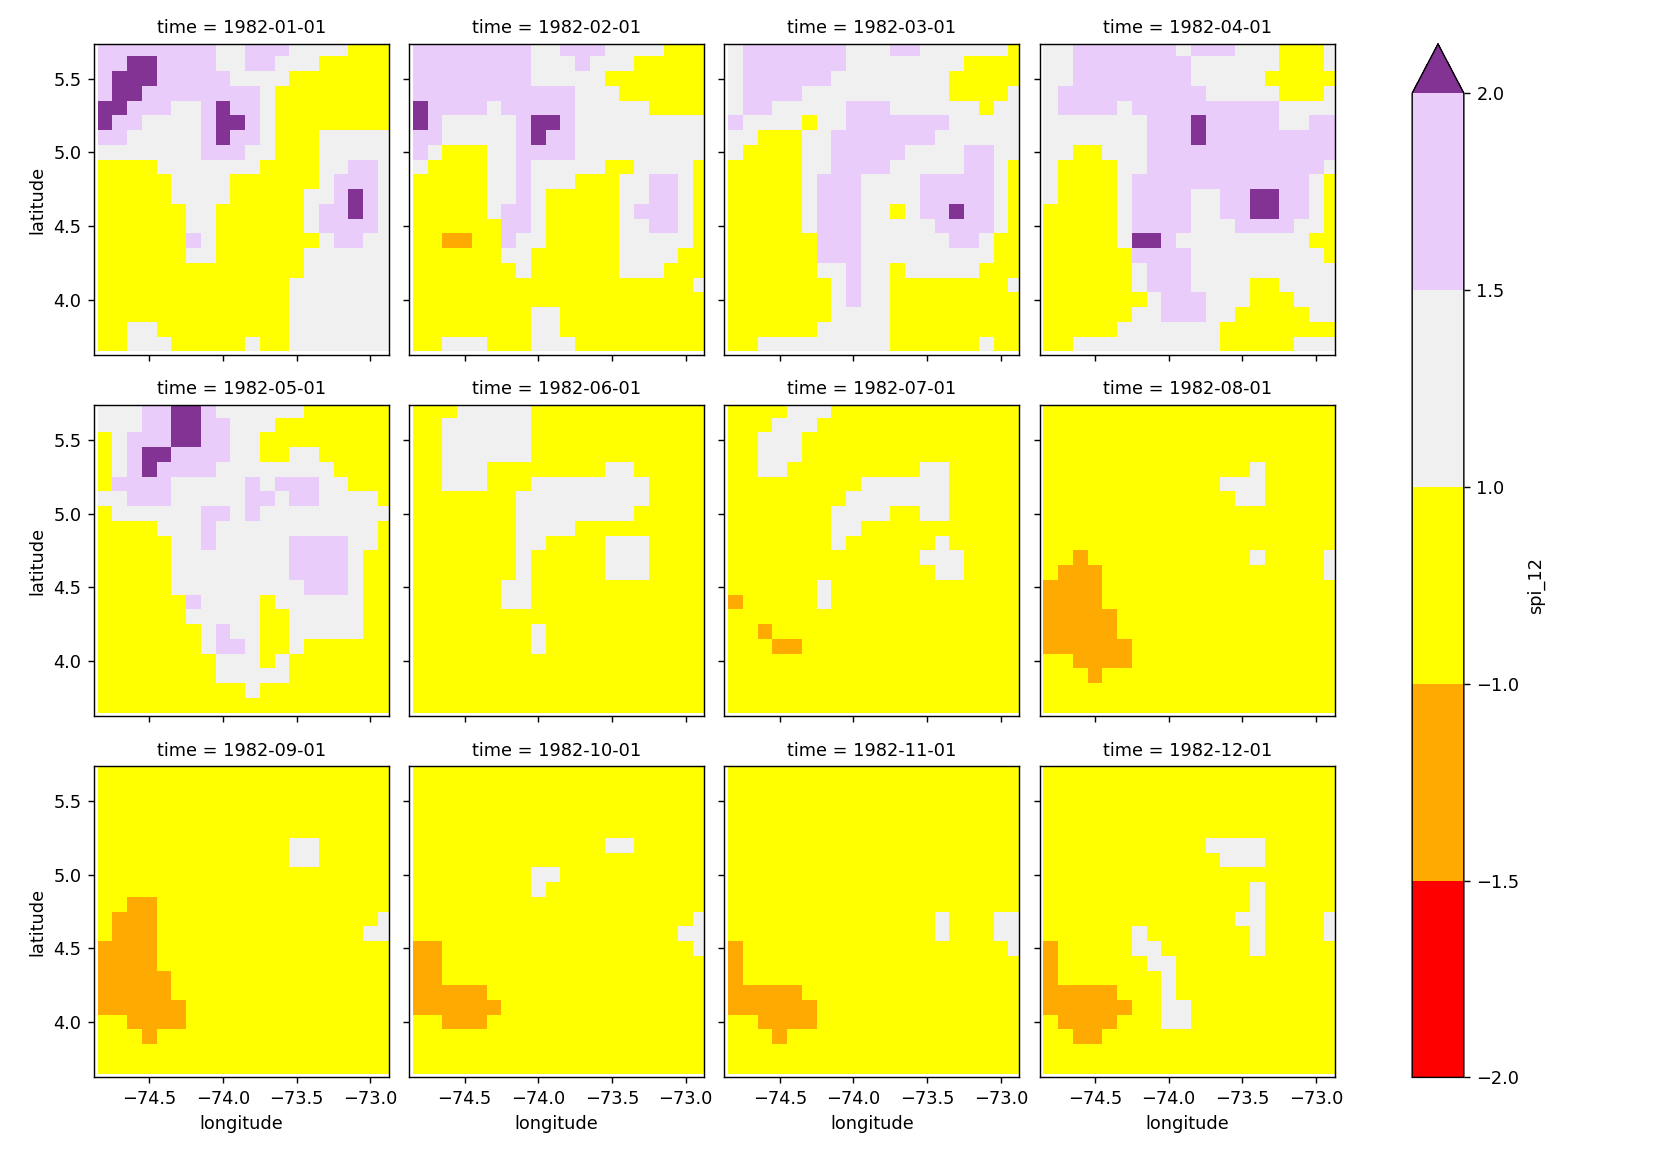 time = 1982-01-01
time = 1982-02-01
time = 1982-03-01
time = 1982-04-01
latitude
5.5
5.0
4.5
4.0
time = 1982-05-01
time = 1982-06-01
time = 1982-07-01
time = 1982-08-01
latitude
5.5
5.0
4.5
4.0
time = 1982-09-01
time = 1982-10-01
time = 1982-11-01
time = 1982-12-01
latitude
5.5
5.0
4.5
4.0
−74.5 −74.0 −73.5 −73.0
longitude
−74.5 −74.0 −73.5 −73.0
longitude
−74.5 −74.0 −73.5 −73.0
longitude
−74.5 −74.0 −73.5 −73.0
longitude
2.0
1.5
1.0
−1.0
−1.5
−2.0
spi_12